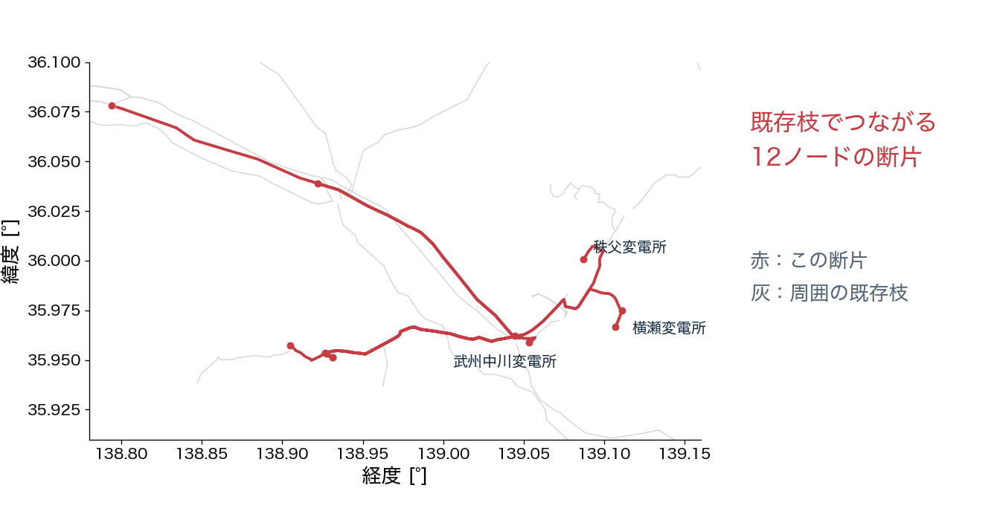 36.100
36.075
36.050
36.025
36.000
35.975
35.950
35.925
緯度 [°]
138.80
138.85
138.90
138.95
139.00
139.05
139.10
139.15
経度 [°]
秩父変電所
横瀬変電所
武州中川変電所
既存枝でつながる
12ノードの断片
赤：この断片
灰：周囲の既存枝